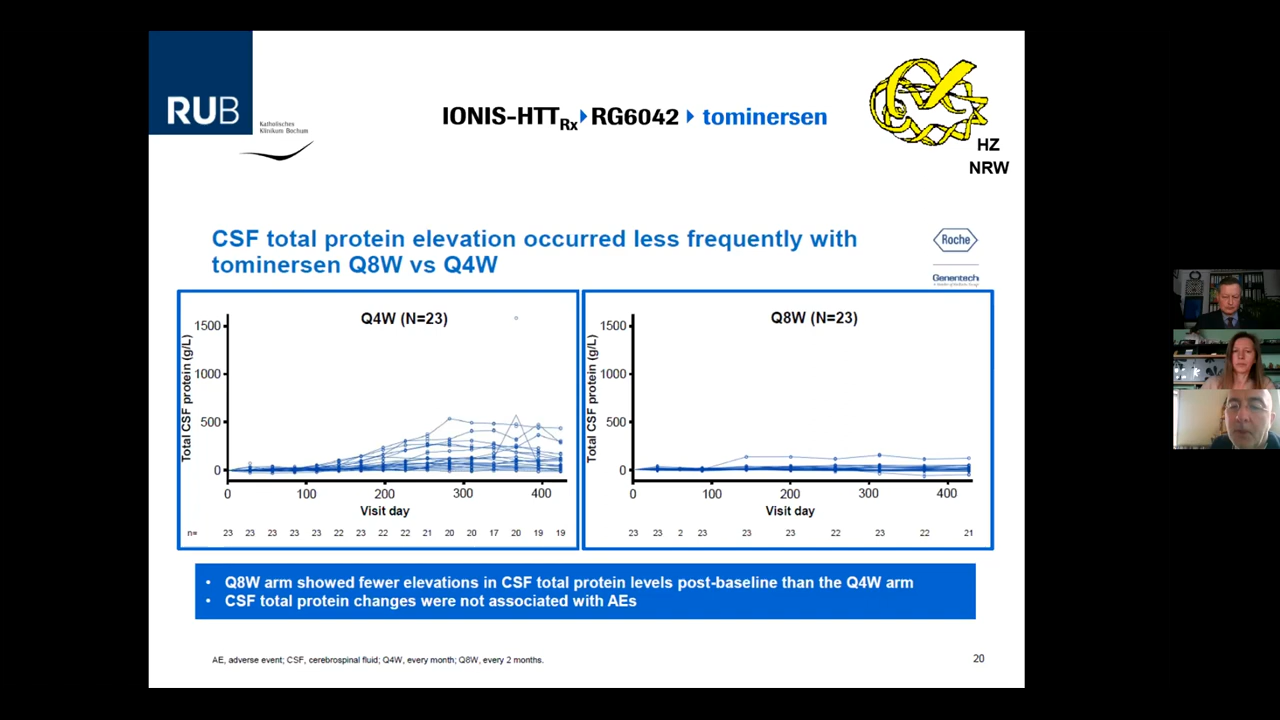 RUB
Katholisches
Klinikum Bochum
IONIS-HTTRx RG6042 tominersen
HZ
NRW
CSF total protein elevation occurred less frequently with
tominersen Q8W vs Q4W
Roche
Genentech
Q4W (N=23)
Total CSF protein (g/L)
1500
1000
500
0
0 100 200 300 400
Visit day
n= 23 23 23 23 23 22 23 22 22 21 20 20 17 20 19 19
Q8W (N=23)
Total CSF protein (g/L)
1500
1000
500
0
0 100 200 300 400
Visit day
23 23 2 23 23 23 22 23 22 21
• Q8W arm showed fewer elevations in CSF total protein levels post-baseline than the Q4W arm
• CSF total protein changes were not associated with AEs
AE, adverse event; CSF, cerebrospinal fluid; Q4W, every month; Q8W, every 2 months.
20